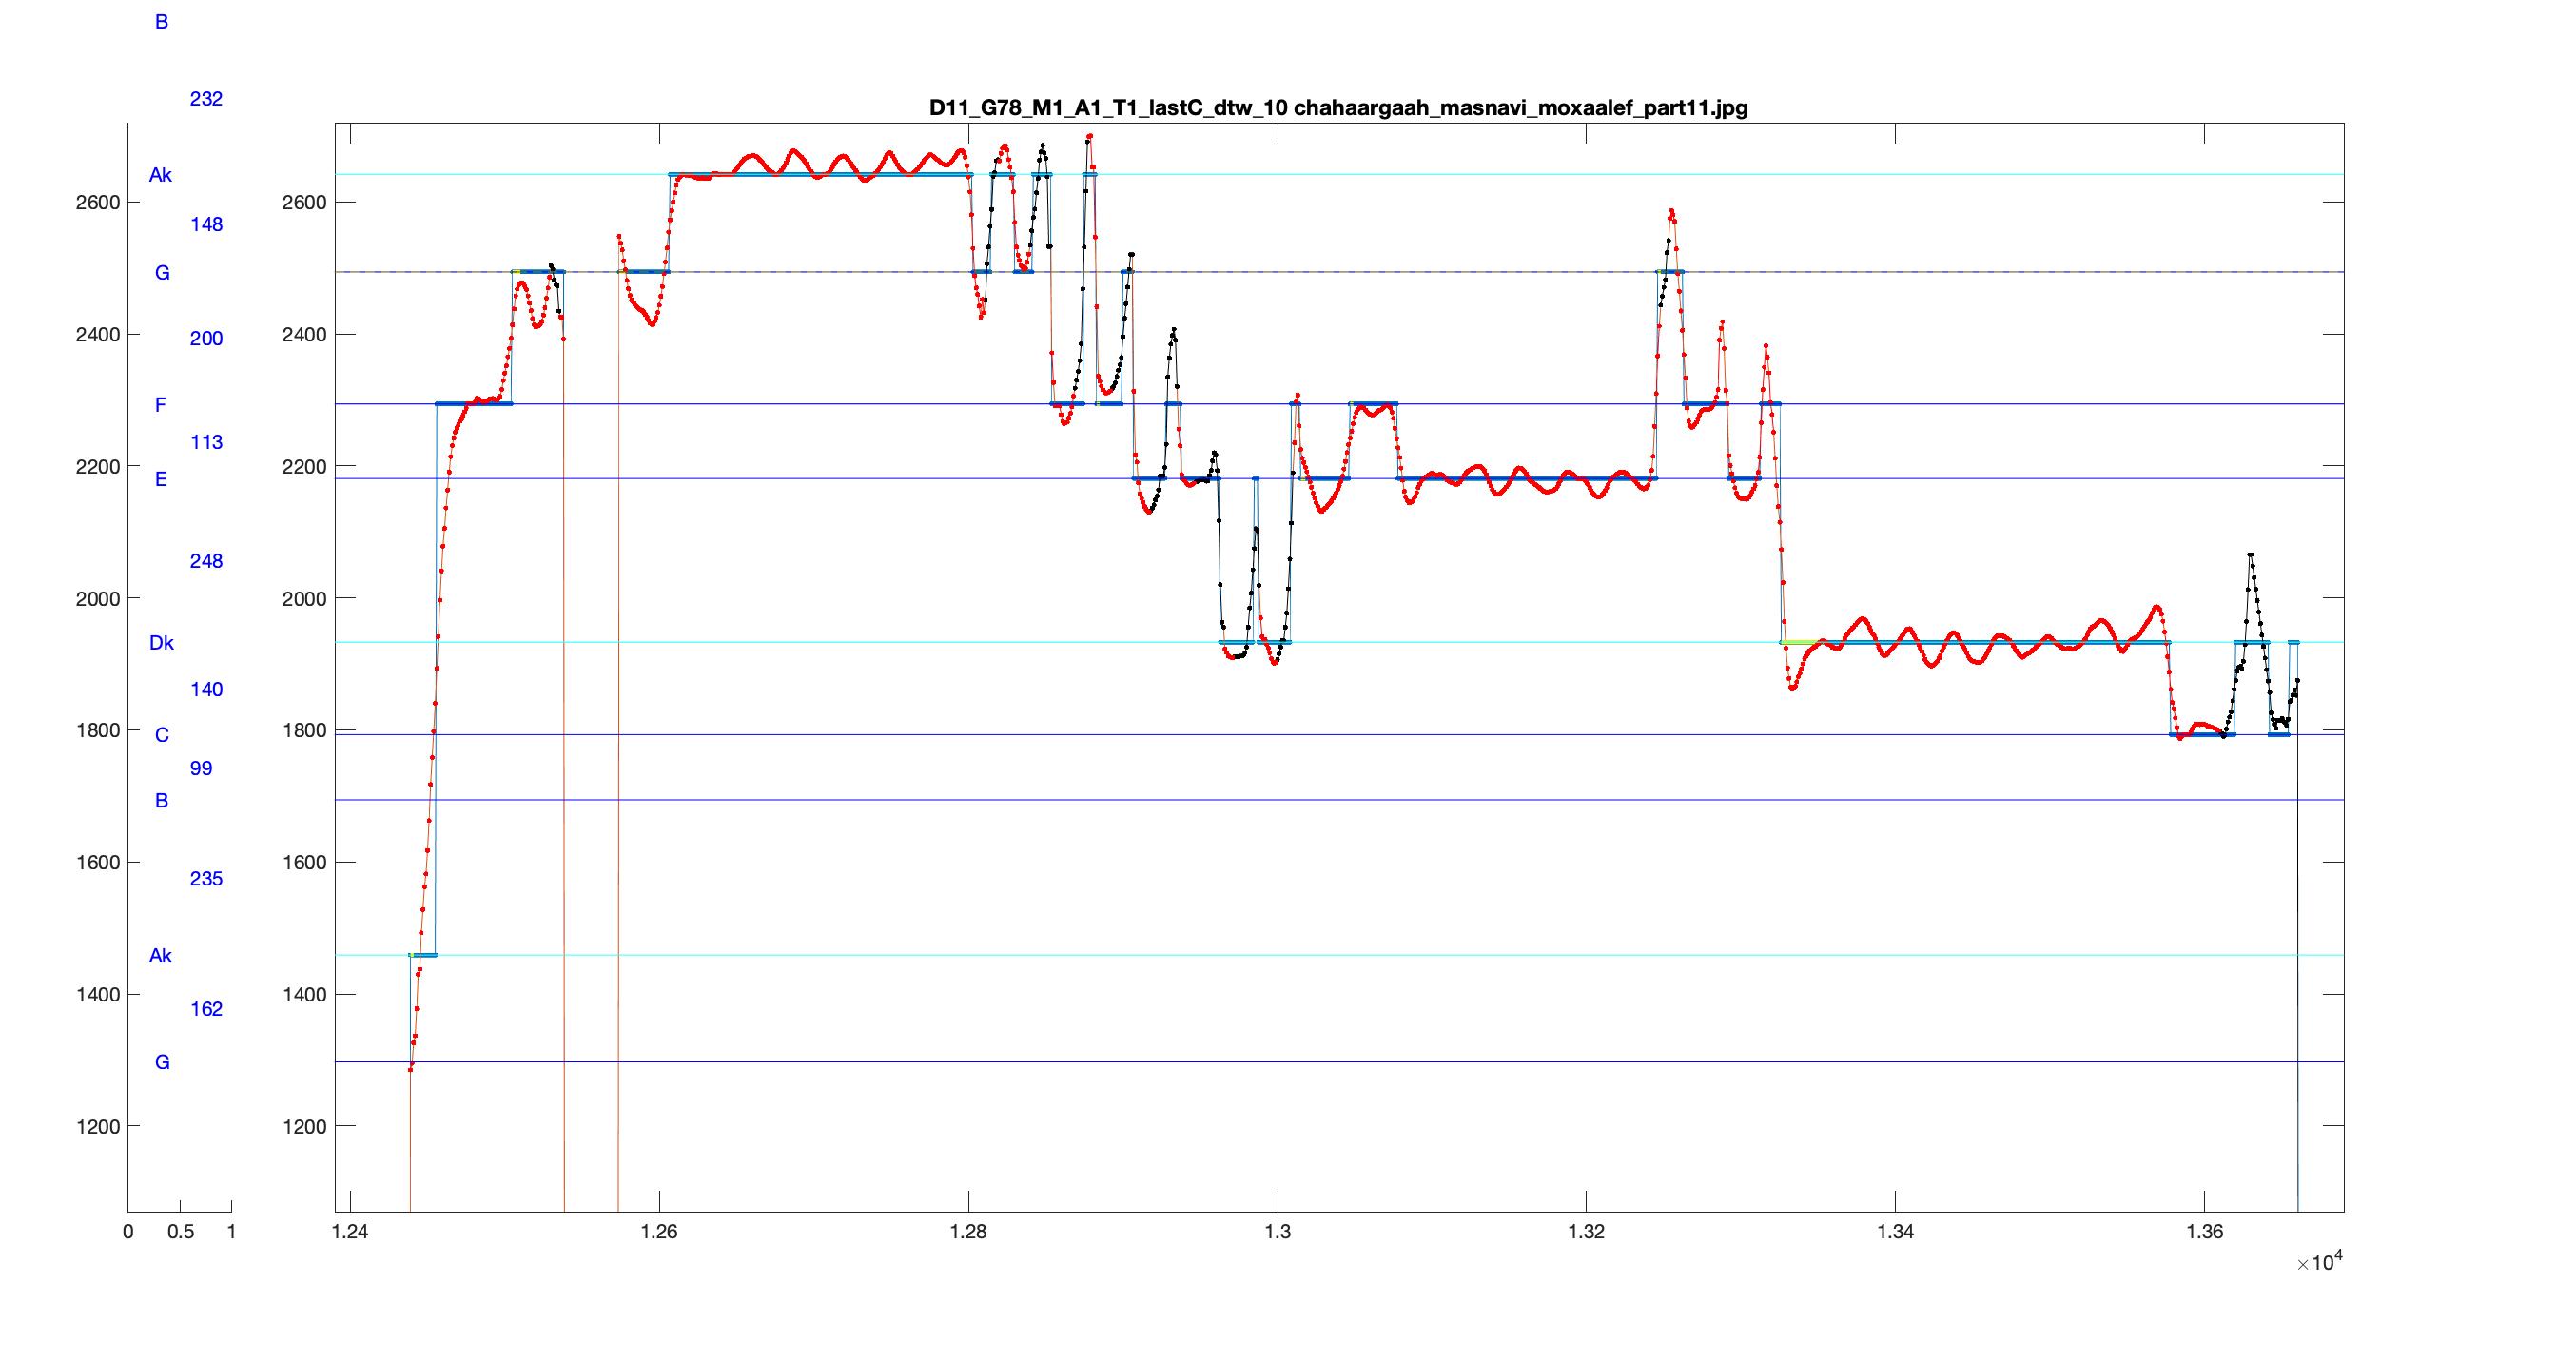 B
232
D11_G78_M1_A1_T1_lastC_dtw_10 chahaargaah_masnavi_moxaalef_part11.jpg
Ak
2600 2600
148
G
2400 2400
200
F
113
2200 2200
E
248
2000 2000
Dk
140
1800 1800
C
99
B
1600 1600
235
Ak
1400 1400
162
G
1200 1200
0 0.5 1 1.24 1.26 1.28 1.3 1.32 1.34 1.36
×10^4